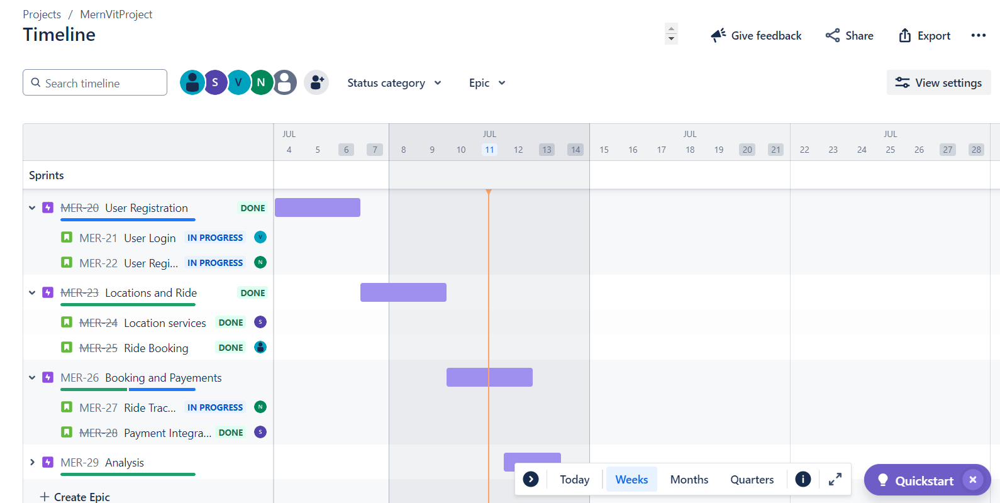 Projects / MernVitProject
Timeline
Give feedback
Share
Export
Search timeline
S
V
N
Status category
Epic
View settings
JUL JUL JUL JUL
4 5 6 7 8 9 10 11 12 13 14 15 16 17 18 19 20 21 22 23 24 25 26 27 28
Sprints
MER-20 User Registration DONE
MER-21 User Login IN PROGRESS V
MER-22 User Regi... IN PROGRESS N
MER-23 Locations and Ride DONE
MER-24 Location services DONE S
MER-25 Ride Booking DONE
MER-26 Booking and Payements
MER-27 Ride Trac... IN PROGRESS N
MER-28 Payment Integra... DONE S
MER-29 Analysis
+ Create Epic
Today Weeks Months Quarters
Quickstart